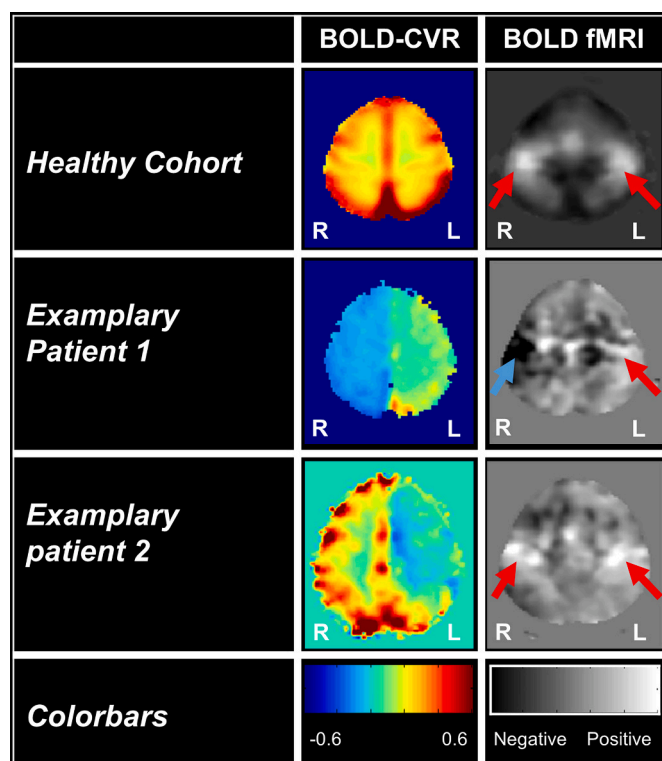 BOLD-CVR BOLD fMRI
Healthy Cohort
R L R L
Examplary
Patient 1
R L R L
Examplary
patient 2
R L R L
Colorbars
-0.6 0.6 Negative Positive